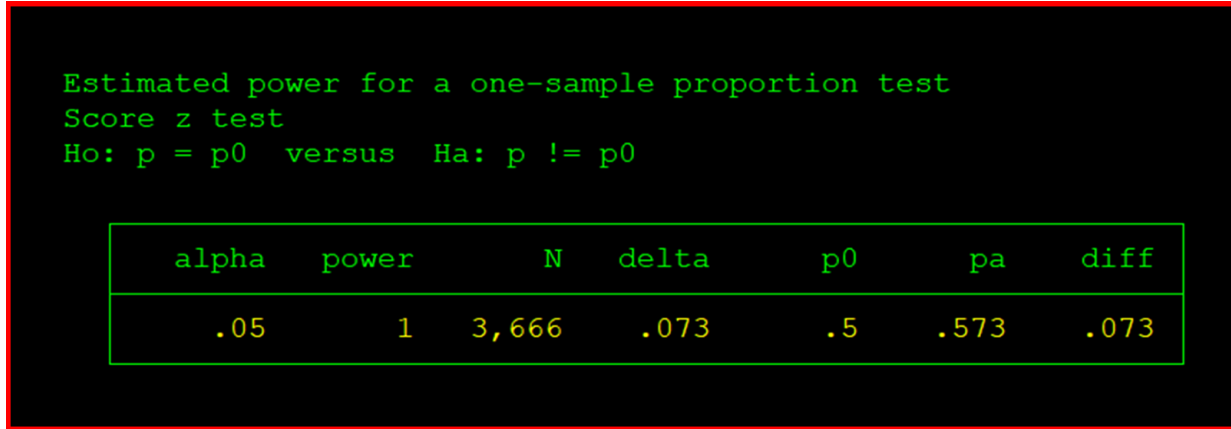 Estimated power for a one-sample proportion test
Score z test
Ho: p = p0  versus  Ha: p != p0
alpha power N delta p0 pa diff
.05 1 3,666 .073 .5 .573 .073